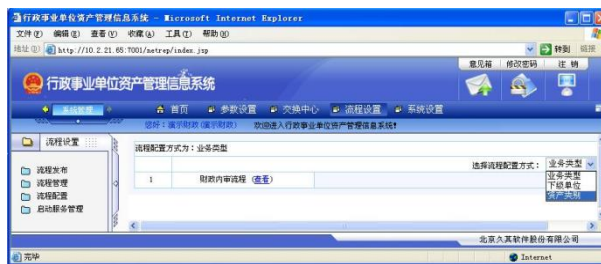 行政事业单位资产管理信息系统 - Microsoft Internet Explorer
文件(F) 编辑(E) 查看(V) 收藏(A) 工具(T) 帮助(H)
地址(D) http://10.2.21.65:7001/netrep/index.jsp 转到 链接
意见箱 修改密码 注 销
行政事业单位资产管理信息系统
系统管理 首页 参数设置 交换中心 流程设置 系统设置
您好：演示财政(演示财政) 欢迎进入行政事业单位资产管理信息系统!
流程设置
流程配置方式为：业务类型
选择流程配置方式： 业务类型
业务类型
下级单位
资产类别
1 财政内审流程 (查看)
流程发布
流程管理
流程配置
启动服务管理
北京久其软件股份有限公司
完毕 Internet